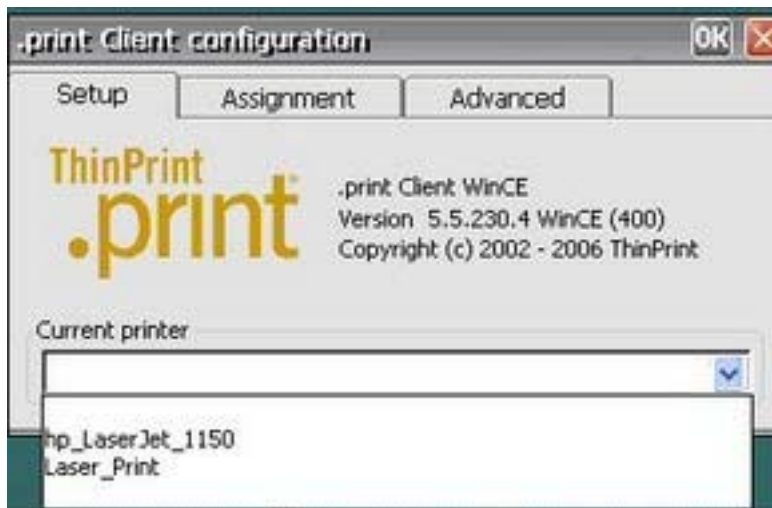 .print Client configuration OK
Setup Assignment Advanced
ThinPrint
.print
.print Client WinCE
Version 5.5.230.4 WinCE (400)
Copyright (c) 2002 - 2006 ThinPrint
Current printer
hp_LaserJet_1150
Laser_Print